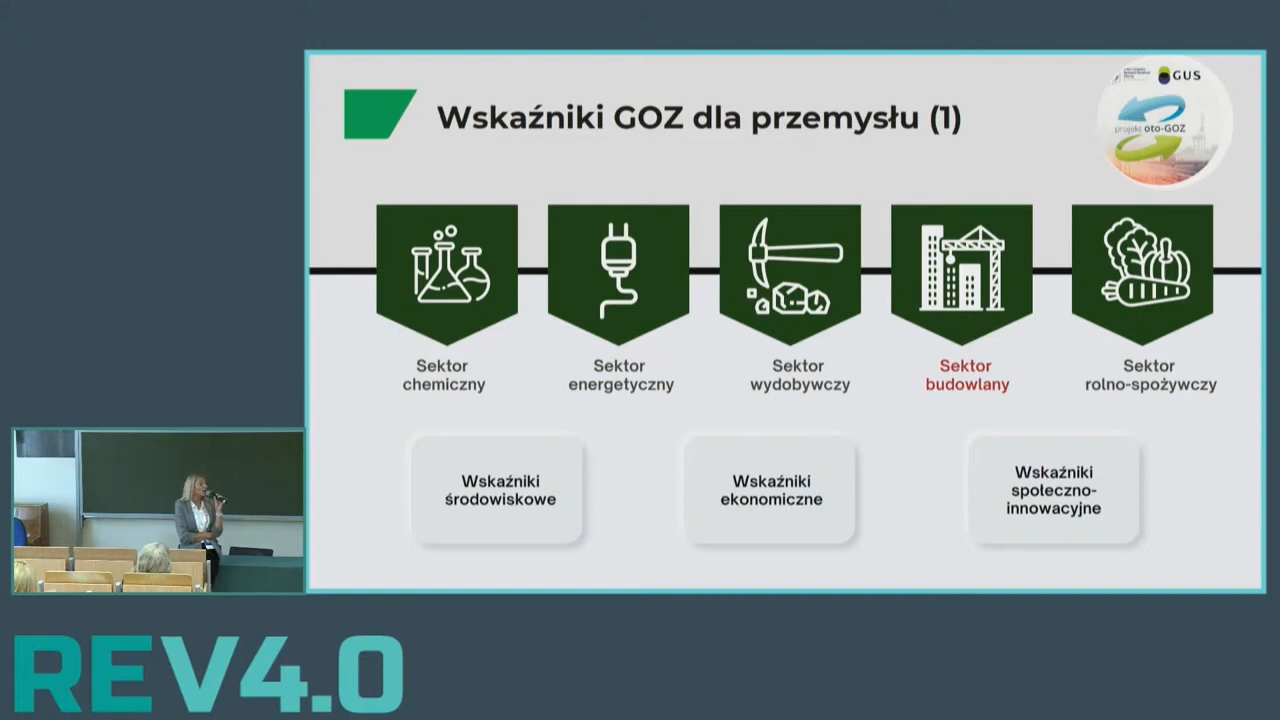 GUS
projekt oto-GOZ
Wskaźniki GOZ dla przemysłu (1)
Sektor
chemiczny
Sektor
energetyczny
Sektor
wydobywczy
Sektor
budowlany
Sektor
rolno-spożywczy
Wskaźniki
środowiskowe
Wskaźniki
ekonomiczne
Wskaźniki
społeczno-
innowacyjne
REV4.0